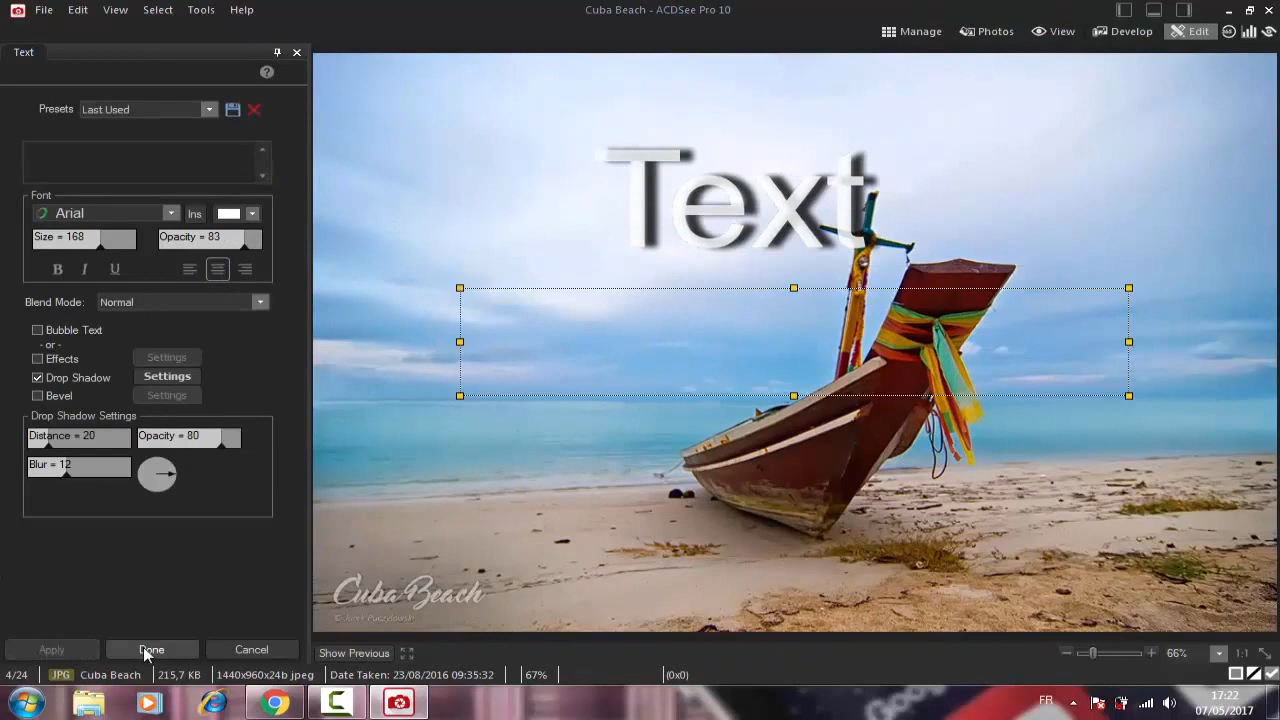 File Edit View Select Tools Help
Cuba Beach - ACDSee Pro 10
Manage Photos View Develop Edit
Text
Presets Last Used
Font
Arial Ins
Size = 168 Opacity = 83
B I U
Blend Mode: Normal
Bubble Text
- or -
Effects Settings
Drop Shadow Settings
Bevel Settings
Drop Shadow Settings
Distance = 20 Opacity = 80
Blur = 12
Apply Done Cancel
Text
Cuba Beach
Show Previous 66% 1:1
4/24 JPG Cuba Beach 215,7 KB 1440x960x24b jpeg Date Taken: 23/08/2016 09:35:32 67% (0x0)
FR 17:22
07/05/2017